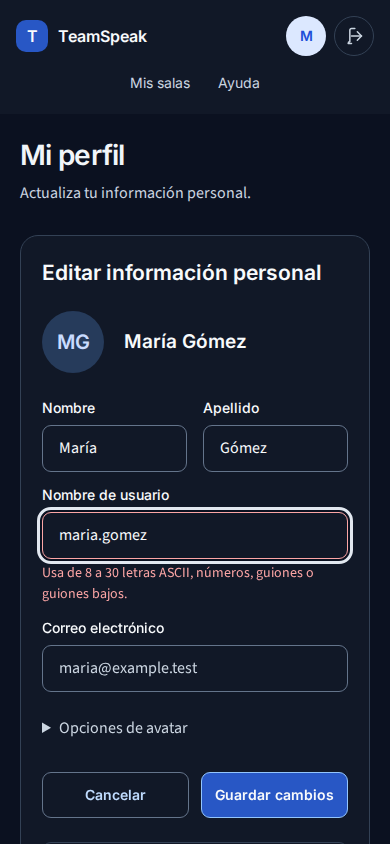 T TeamSpeak M
Mis salas Ayuda
Mi perfil
Actualiza tu información personal.
Editar información personal
MG María Gómez
Nombre Apellido
María Gómez
Nombre de usuario
maria.gomez
Usa de 8 a 30 letras ASCII, números, guiones o
guiones bajos.
Correo electrónico
maria@example.test
Opciones de avatar
Cancelar Guardar cambios